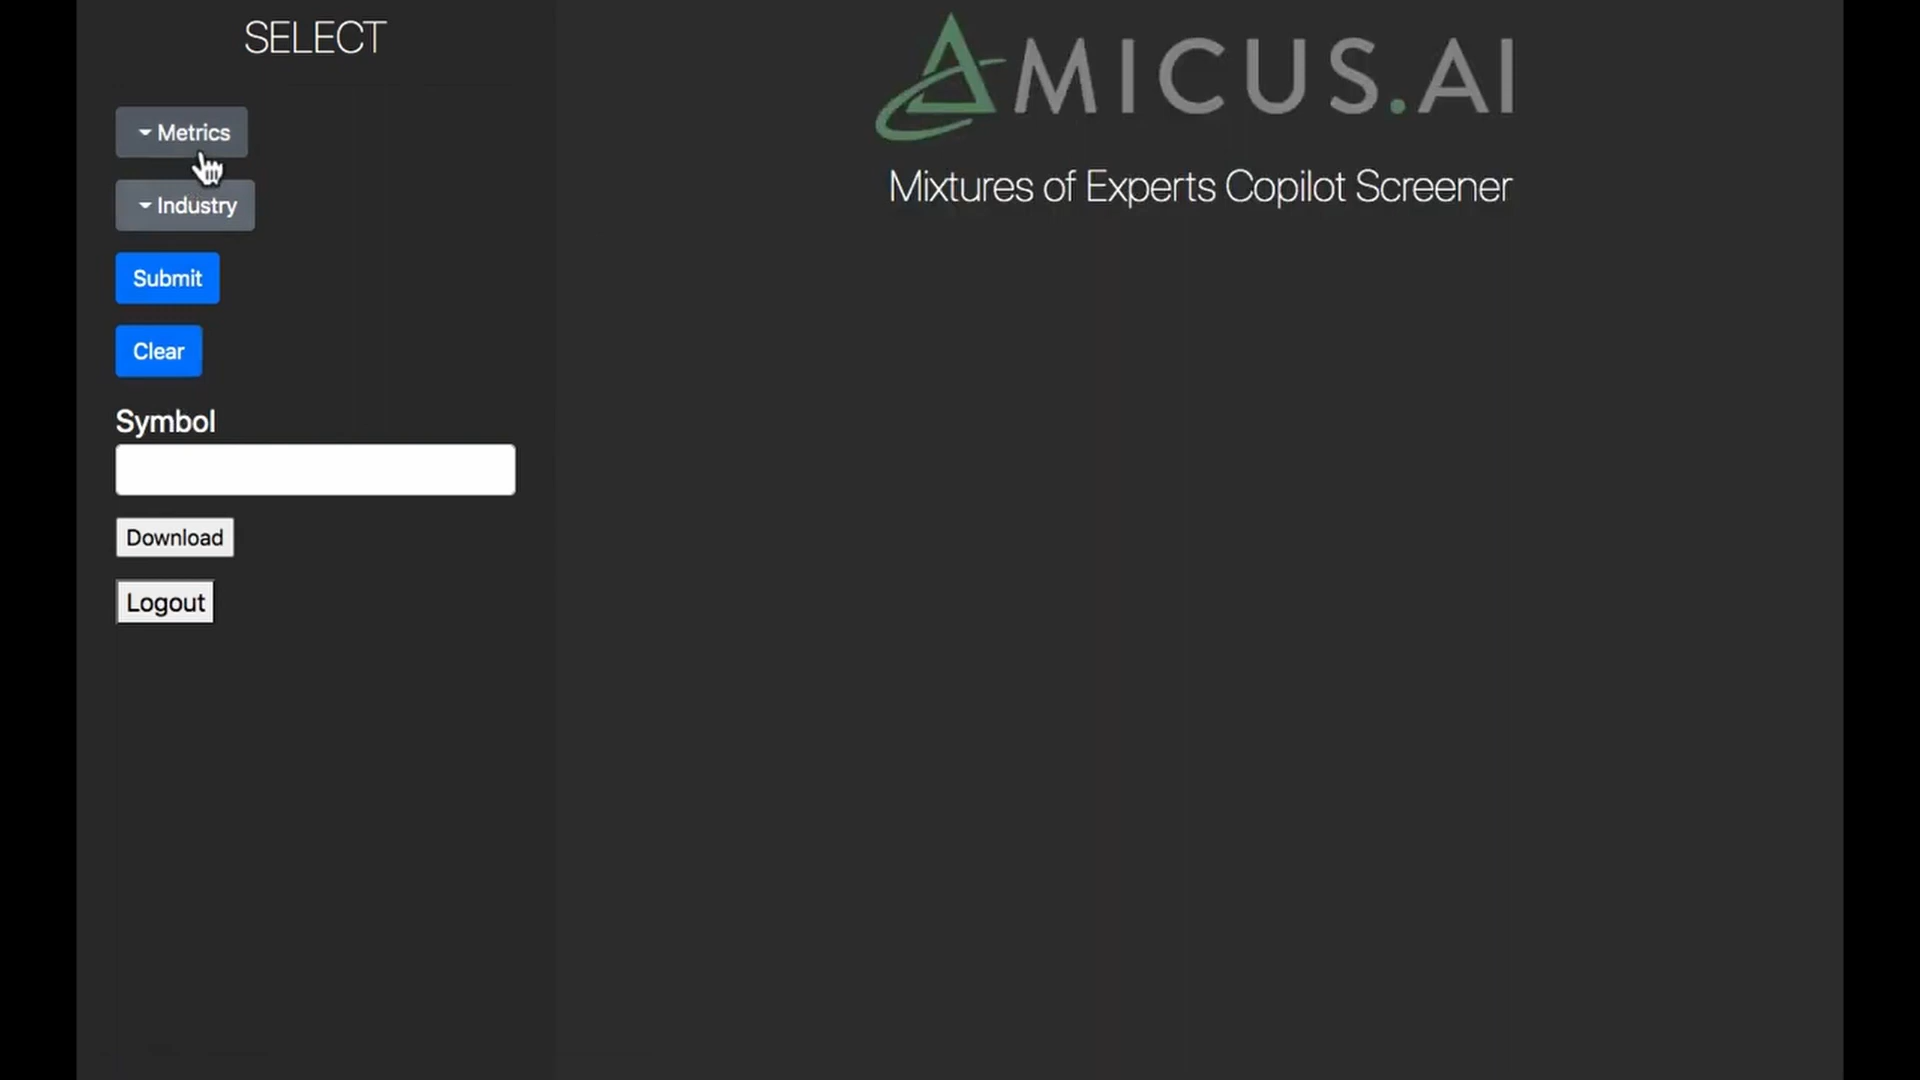 SELECT
Metrics
Industry
Submit
Clear
Symbol
Download
Logout
AMICUS.AI
Mixtures of Experts Copilot Screener